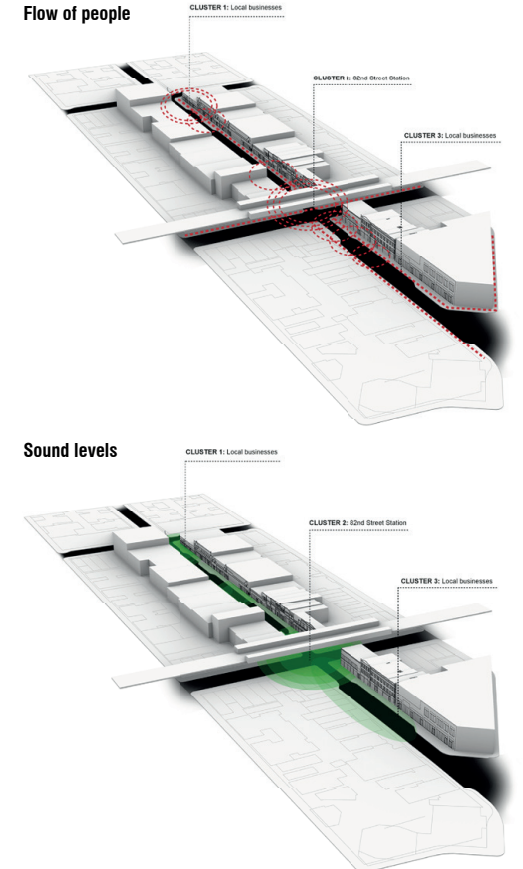 Flow of people
CLUSTER 1: Local businesses
CLUSTER I: 82nd Street Station
CLUSTER 3: Local businesses
Sound levels
CLUSTER 1: Local businesses
CLUSTER 2: 82nd Street Station
CLUSTER 3: Local businesses